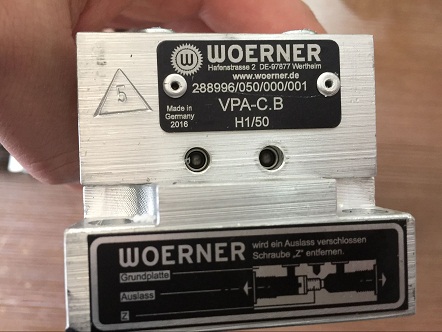 WOERNER
Hafenstrasse 2 DE-97877 Wertheim
www.woerner.de
288996/050/000/001
VPA-C.B
H1/50
Made in
Germany
2016
5
WOERNER
wird ein Auslass verschlossen
Schraube „Z" entfernen.
Grundplatte
Auslass
Z